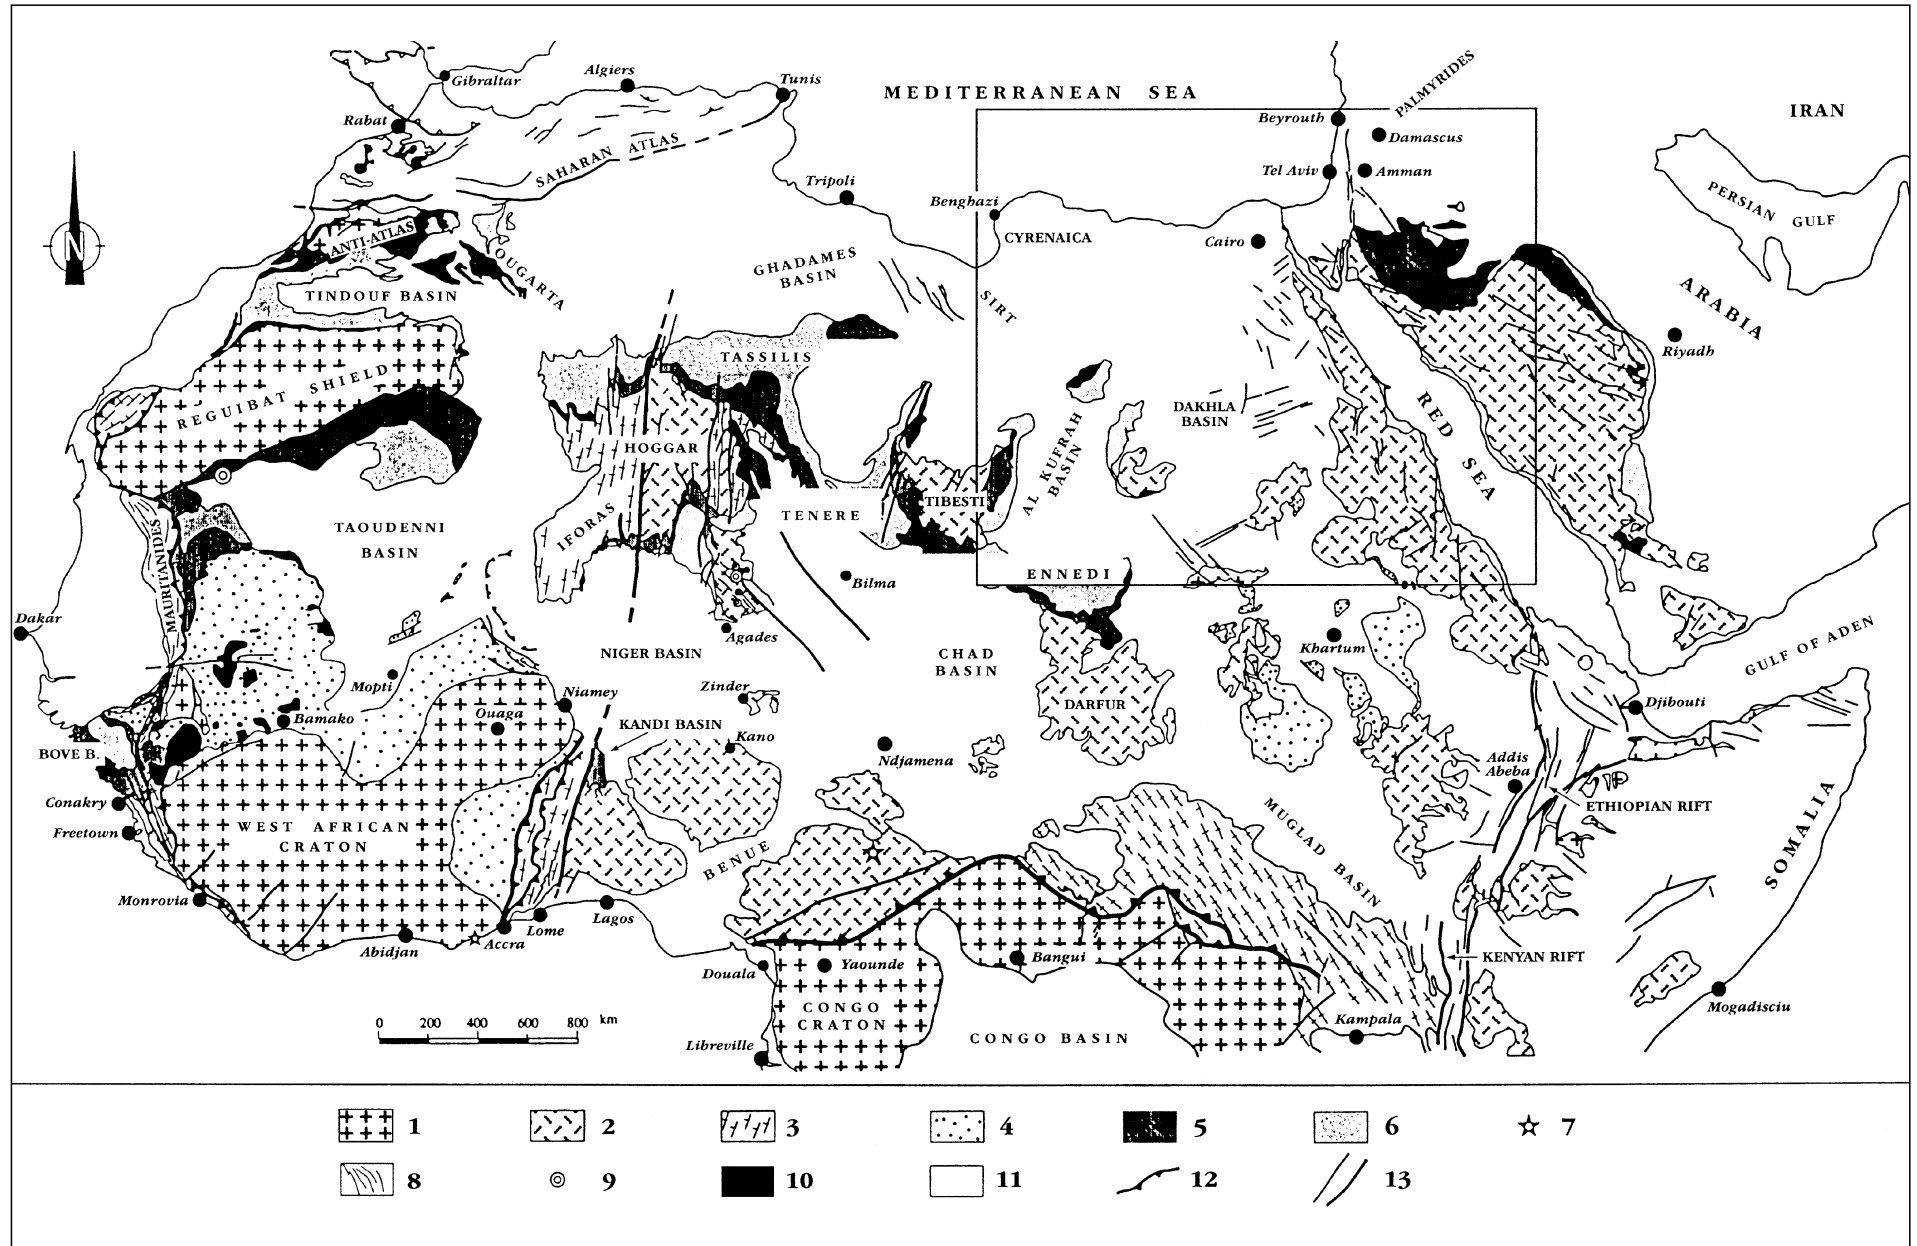 Gibraltar
Algiers
Tunis
MEDITERRANEAN SEA
PALMYRIDES
IRAN
Rabat
Beyrouth
Damascus
SAHARAN ATLAS
Tripoli
Tel Aviv
Amman
PERSIAN GULF
Benghazi
CYRENAICA
Cairo
ANTI-ATLAS
OUGARTA
GHADAMES
BASIN
SIRT
ARABIA
TINDOUF BASIN
N
Riyadh
TASSILIS
REGUIBAT SHIELD
DAKHLA
BASIN
RED SEA
HOGGAR
AL KUFRAH
BASIN
TIBESTI
TENERE
TAOUDENNI
BASIN
IFORAS
MAURITANIDES
ENNEDI
Bilma
Dakar
Agades
Khartum
NIGER BASIN
CHAD
BASIN
GULF OF ADEN
Mopti
Niamey
Zinder
DARFUR
Djibouti
Ouaga
Bamako
KANDI BASIN
Kano
BOVE B.
Ndjamena
Addis
Abeba
Conakry
ETHIOPIAN RIFT
Freetown
WEST AFRICAN
CRATON
MUGLAD BASIN
SOMALIA
BENUE
Monrovia
Lagos
Lome
Accra
Abidjan
Douala
Yaounde
Bangui
KENYAN RIFT
CONGO
CRATON
Mogadisciu
0 200 400 600 800 km
Kampala
CONGO BASIN
Libreville
1 2 3 4 5 6 7
8 9 10 11 12 13